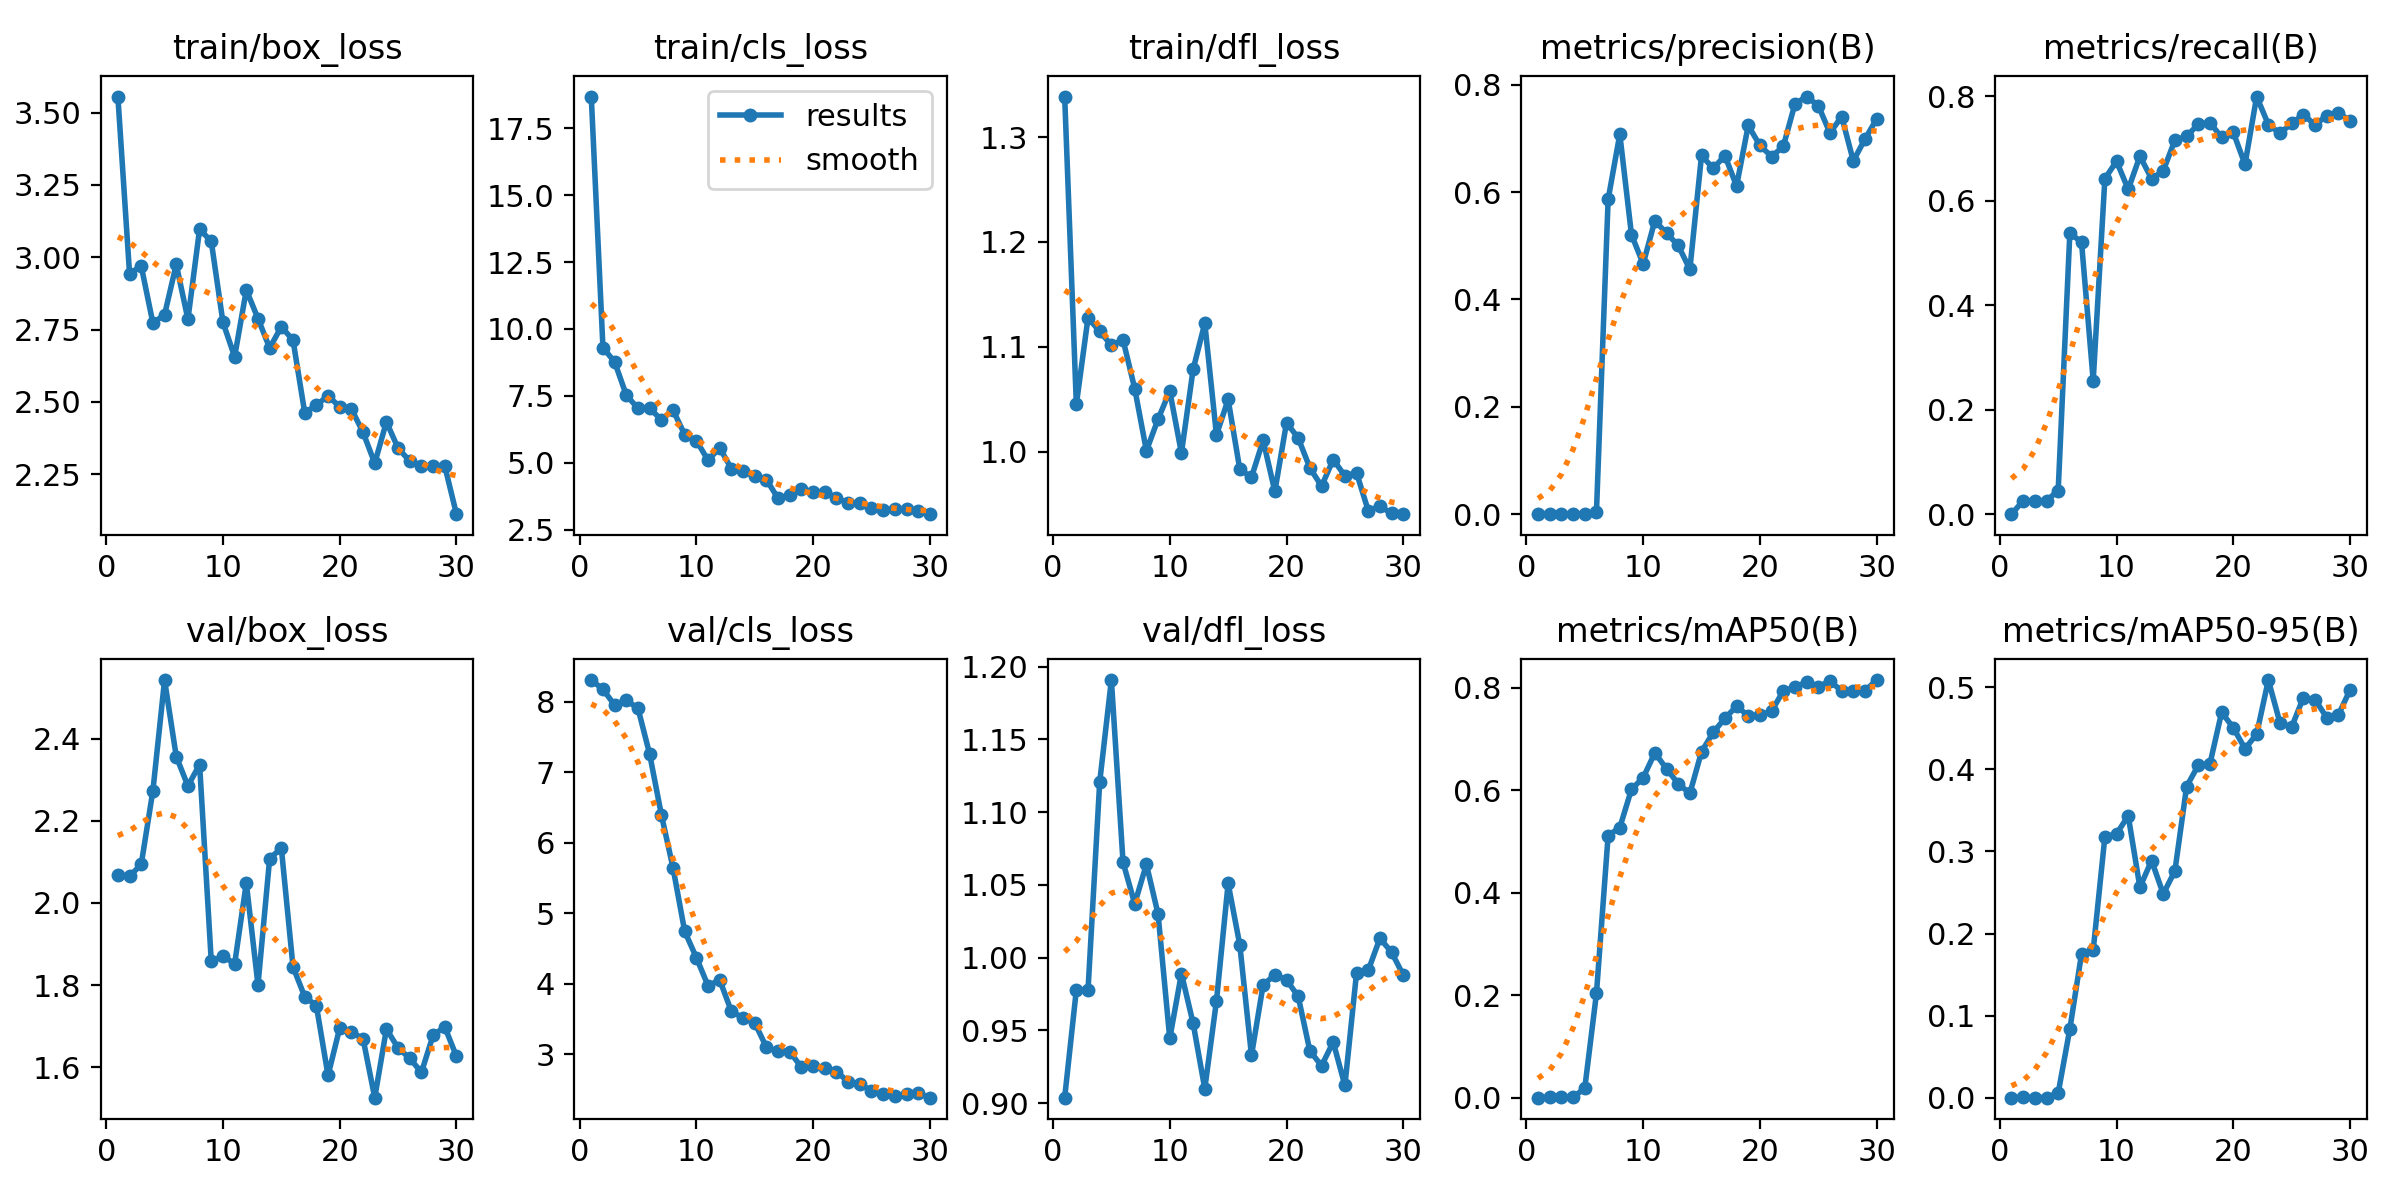 train/box_loss
3.50
3.25
3.00
2.75
2.50
2.25
0 10 20 30
train/cls_loss
results
smooth
17.5
15.0
12.5
10.0
7.5
5.0
2.5
0 10 20 30
train/dfl_loss
1.3
1.2
1.1
1.0
0 10 20 30
metrics/precision(B)
0.8
0.6
0.4
0.2
0.0
0 10 20 30
metrics/recall(B)
0.8
0.6
0.4
0.2
0.0
0 10 20 30
val/box_loss
2.4
2.2
2.0
1.8
1.6
0 10 20 30
val/cls_loss
8
7
6
5
4
3
0 10 20 30
val/dfl_loss
1.20
1.15
1.10
1.05
1.00
0.95
0.90
0 10 20 30
metrics/mAP50(B)
0.8
0.6
0.4
0.2
0.0
0 10 20 30
metrics/mAP50-95(B)
0.5
0.4
0.3
0.2
0.1
0.0
0 10 20 30